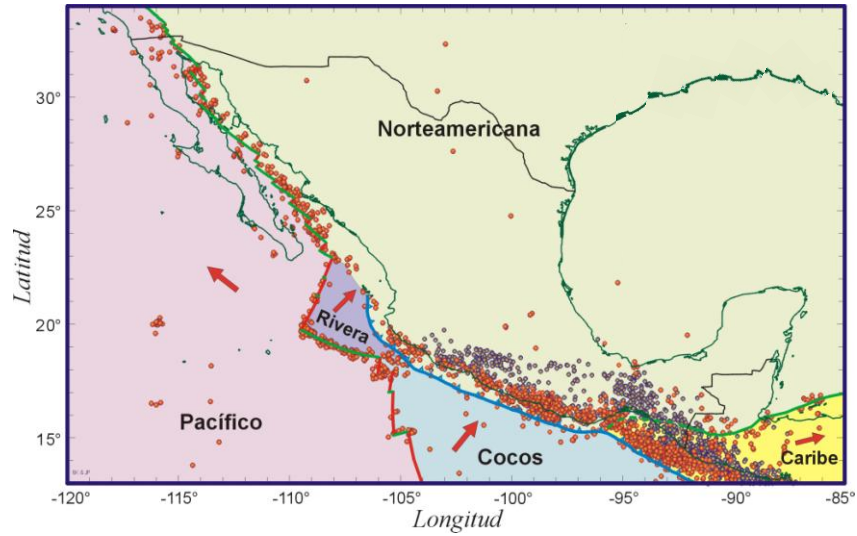 30°
25°
20°
15°
Latitud
Norteamericana
Rivera
Pacífico
Cocos
Caribe
-120°
-115°
-110°
-105°
-100°
-95°
-90°
-85°
Longitud